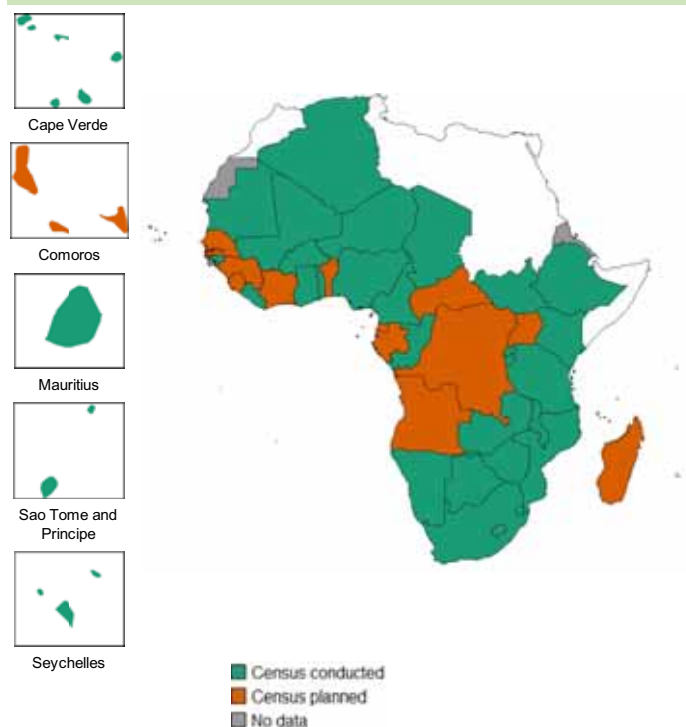 Cape Verde
Comoros
Mauritius
Sao Tome and
Principe
Seychelles
Census conducted
Census planned
No data